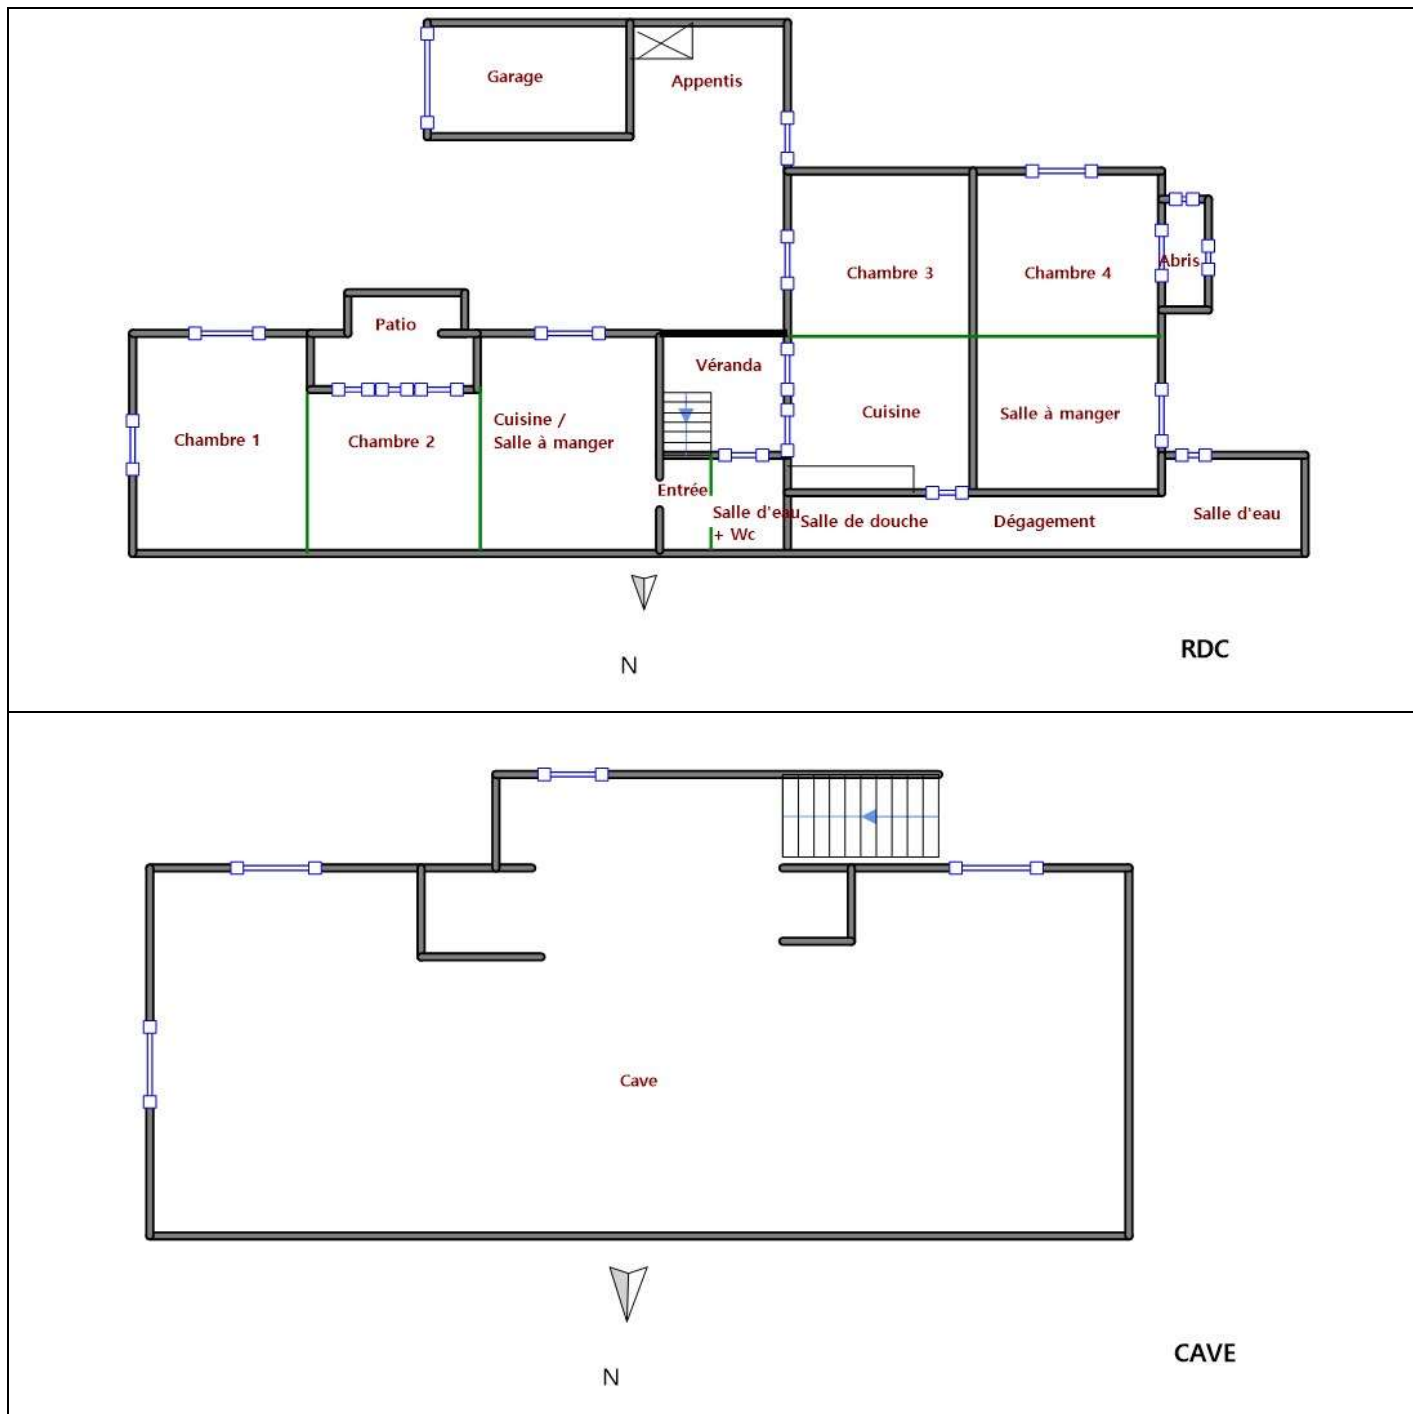 Garage
Appentis
Chambre 3
Chambre 4
Abris
Patio
Véranda
Chambre 1
Chambre 2
Cuisine /
Salle à manger
Cuisine
Salle à manger
Entrée
Salle d'eau
+ Wc
Salle de douche
Dégagement
Salle d'eau
N
RDC
Cave
N
CAVE